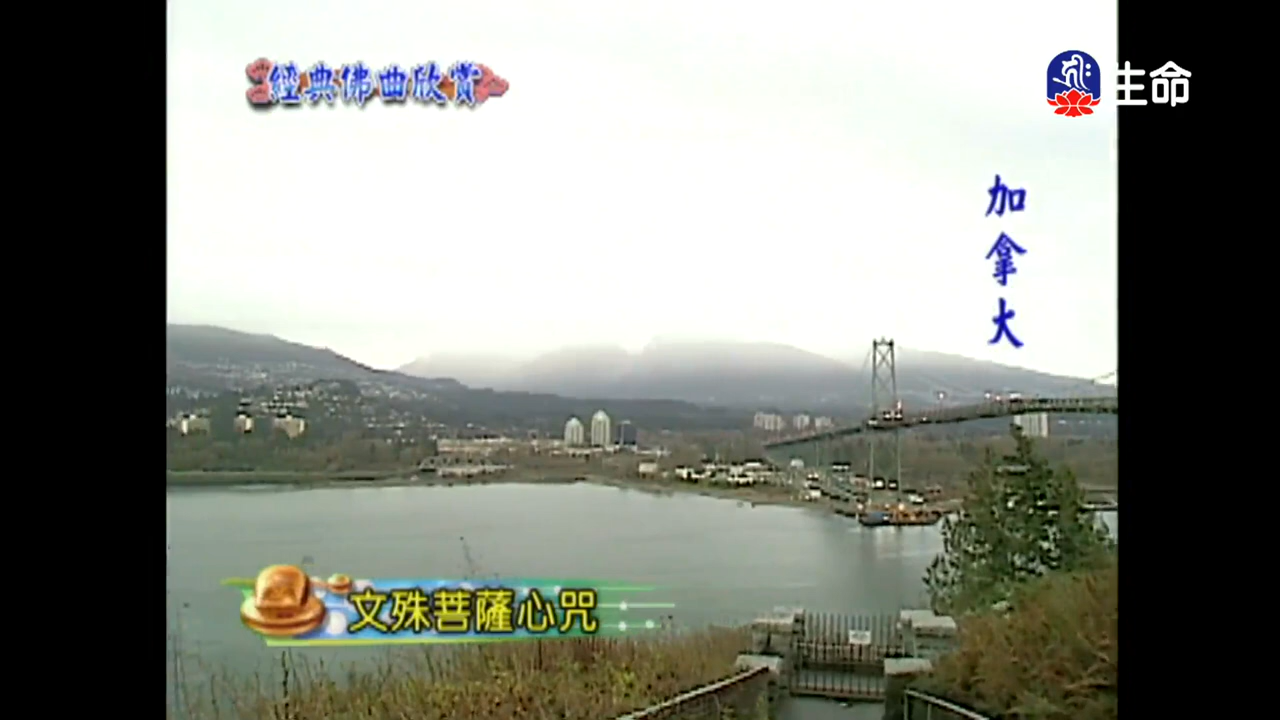 經典佛曲欣賞
生命
加拿大
文殊菩薩心咒